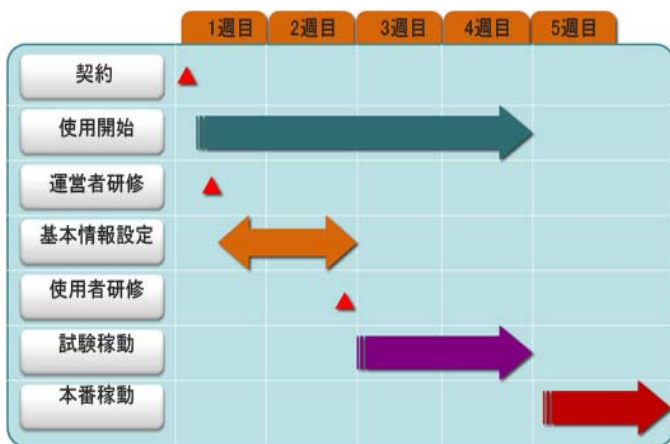 1週目 2週目 3週目 4週目 5週目
契約
使用開始
運営者研修
基本情報設定
使用者研修
試験稼動
本番稼動